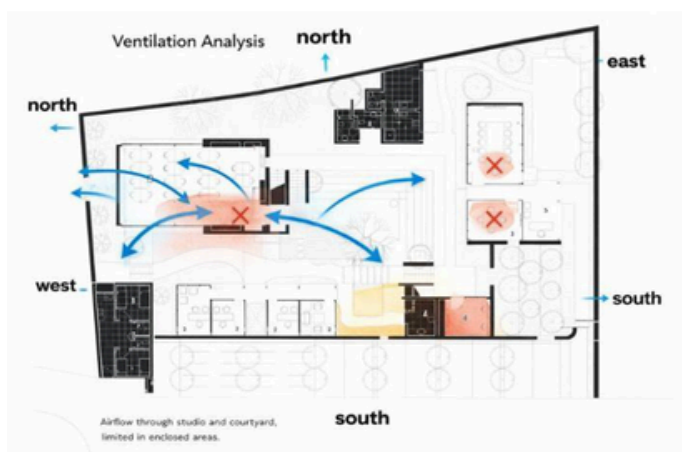 Ventilation Analysis
north
east
north
west
south
Airflow through studio and courtyard,
limited in enclosed areas.
south